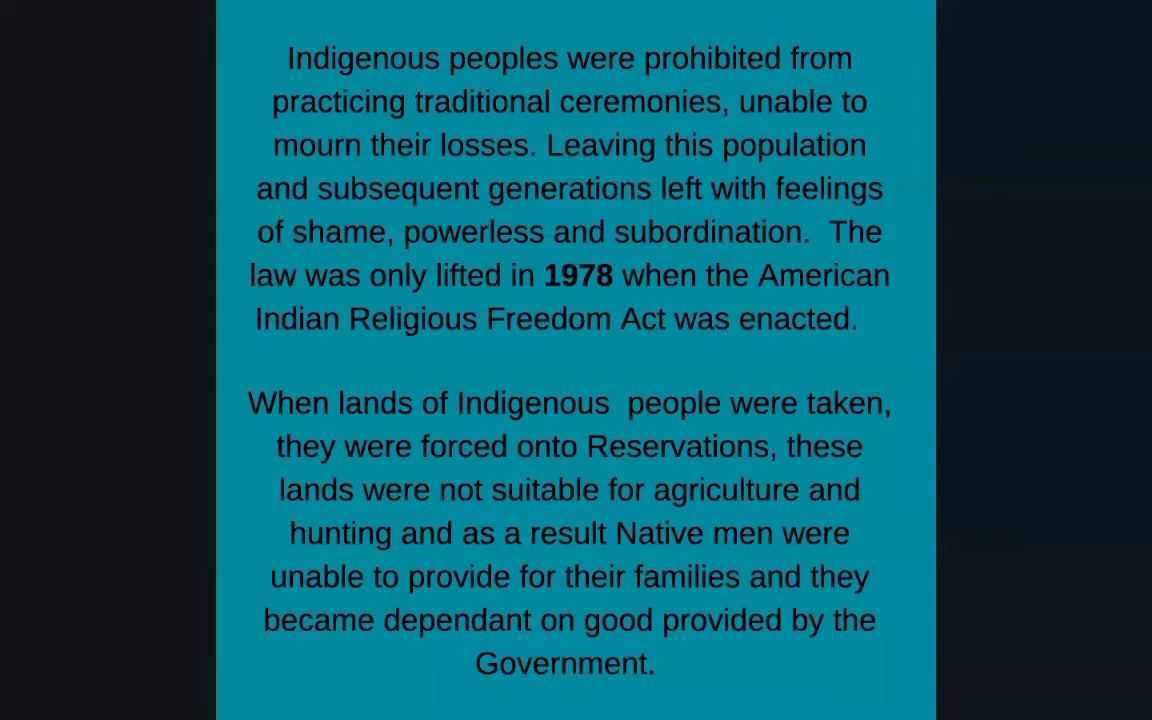 Indigenous peoples were prohibited from
practicing traditional ceremonies, unable to
mourn their losses. Leaving this population
and subsequent generations left with feelings
of shame, powerless and subordination.  The
law was only lifted in 1978 when the American
Indian Religious Freedom Act was enacted.
When lands of Indigenous  people were taken,
they were forced onto Reservations, these
lands were not suitable for agriculture and
hunting and as a result Native men were
unable to provide for their families and they
became dependant on good provided by the
Government.